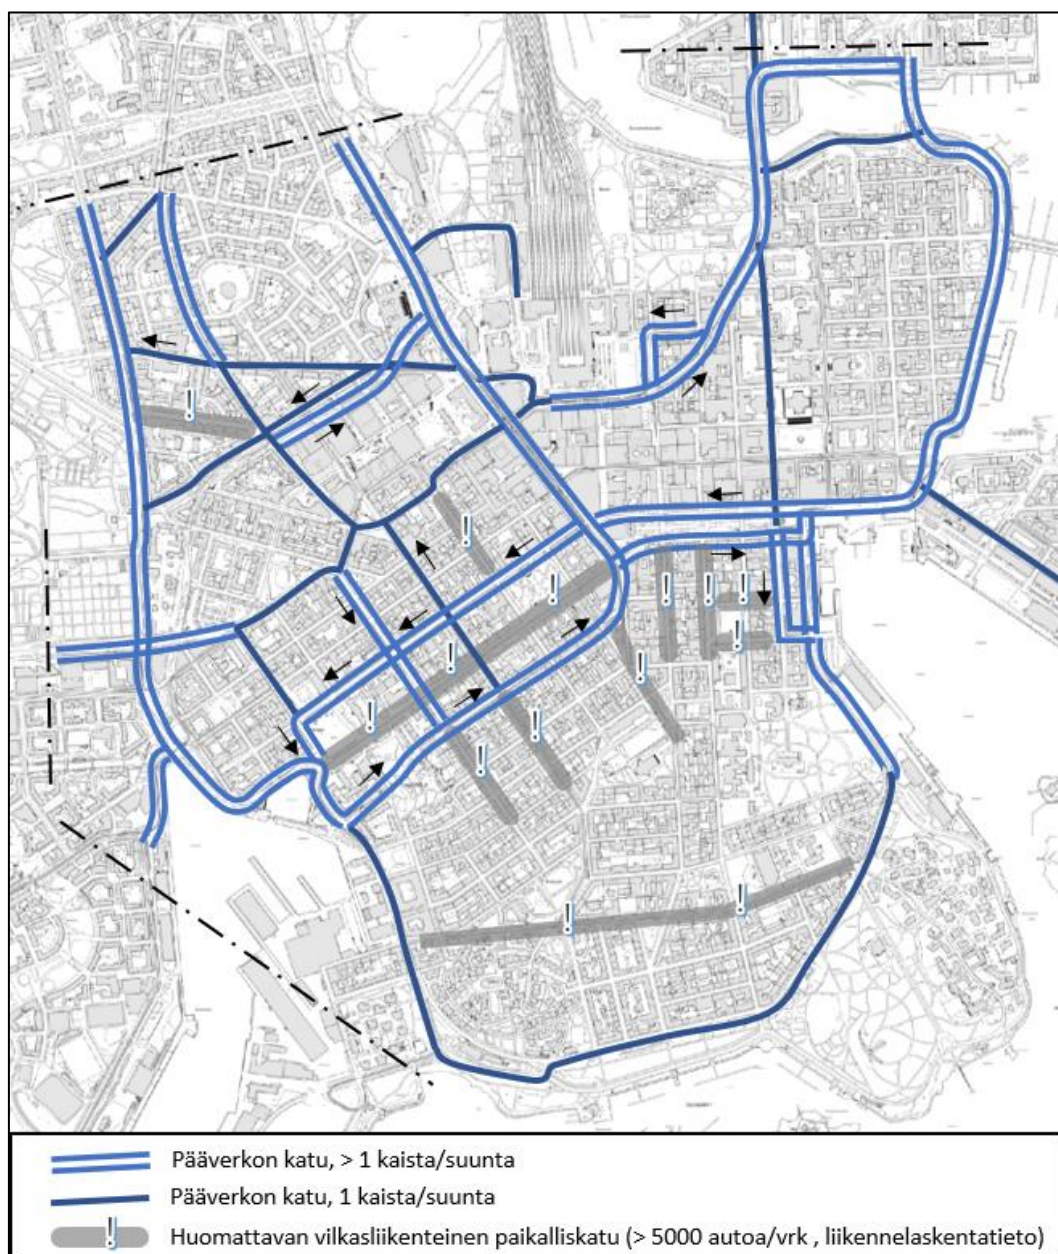 Pääverkon katu, > 1 kaista/suunta
Pääverkon katu, 1 kaista/suunta
Huomattavan vilkasliikenteinen paikalliskatu (> 5000 autoa/vrk , liikennelaskentatieto)